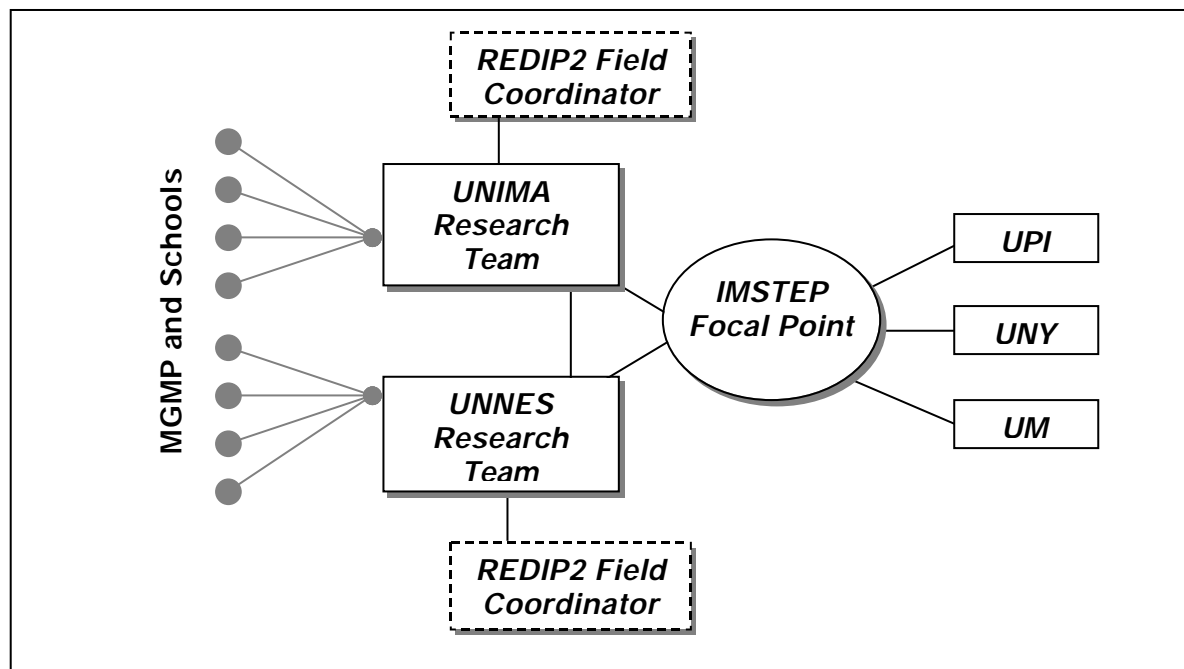 REDIP2 Field
Coordinator
MGMP and Schools
UNIMA
Research
Team
UPI
IMSTEP
Focal Point
UNY
UNNES
Research
Team
UM
REDIP2 Field
Coordinator